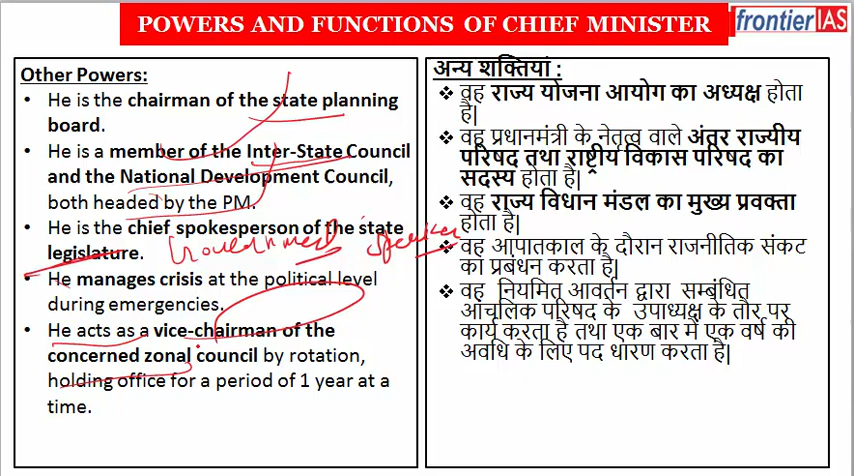 POWERS AND FUNCTIONS OF CHIEF MINISTER
frontier IAS
Other Powers:
• He is the chairman of the state planning
board.
• He is a member of the Inter-State Council
and the National Development Council,
both headed by the PM.
• He is the chief spokesperson of the state
legislature.
Government speaker
• He manages crisis at the political level
during emergencies.
• He acts as a vice-chairman of the
concerned zonal council by rotation,
holding office for a period of 1 year at a
time.
अन्य शक्तियां :
❖ वह राज्य योजना आयोग का अध्यक्ष होता
है|
❖ वह प्रधानमंत्री के नेतृत्व वाले अंतर राज्यीय
परिषद तथा राष्ट्रीय विकास परिषद का
सदस्य होता है|
❖ वह राज्य विधान मंडल का मुख्य प्रवक्ता
होता है|
❖ वह आपातकाल के दौरान राजनीतिक संकट
का प्रबंधन करता है|
❖ वह नियमित आवर्तन द्वारा सम्बंधित
आंचलिक परिषद के उपाध्यक्ष के तौर पर
कार्य करता है तथा एक बार में एक वर्ष की
अवधि के लिए पद धारण करता है|